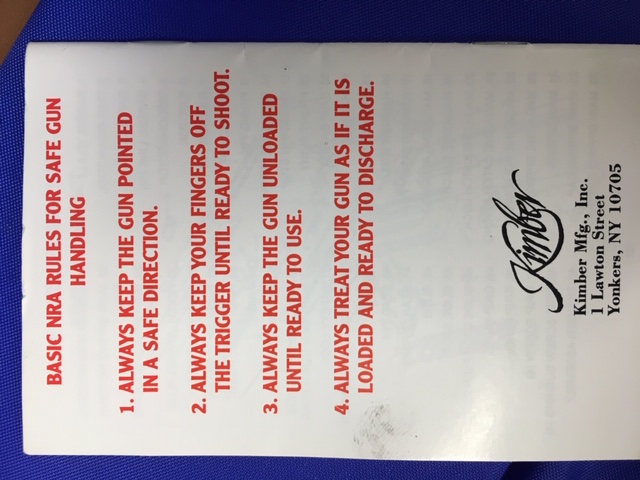 BASIC NRA RULES FOR SAFE GUN
HANDLING
1. ALWAYS KEEP THE GUN POINTED
IN A SAFE DIRECTION.
2. ALWAYS KEEP YOUR FINGERS OFF
THE TRIGGER UNTIL READY TO SHOOT.
3. ALWAYS KEEP THE GUN UNLOADED
UNTIL READY TO USE.
4. ALWAYS TREAT YOUR GUN AS IF IT IS
LOADED AND READY TO DISCHARGE.
Kimber
Kimber Mfg., Inc.
1 Lawton Street
Yonkers, NY 10705